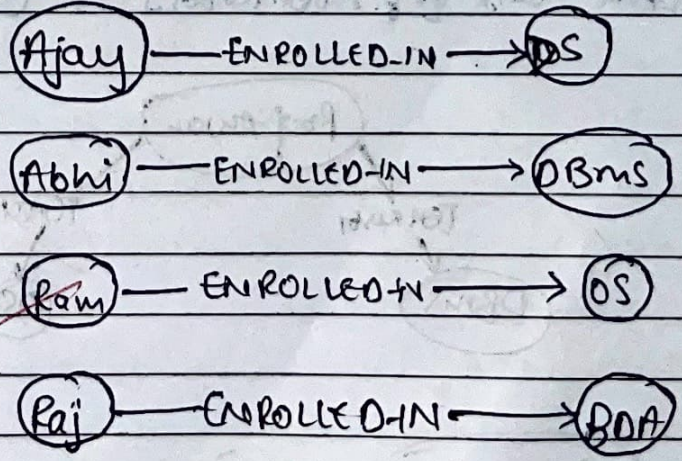 Ajay ENROLLED-IN DS
Abhi ENROLLED-IN DBMS
Ram ENROLLED-IN OS
Raj ENROLLED-IN BDA